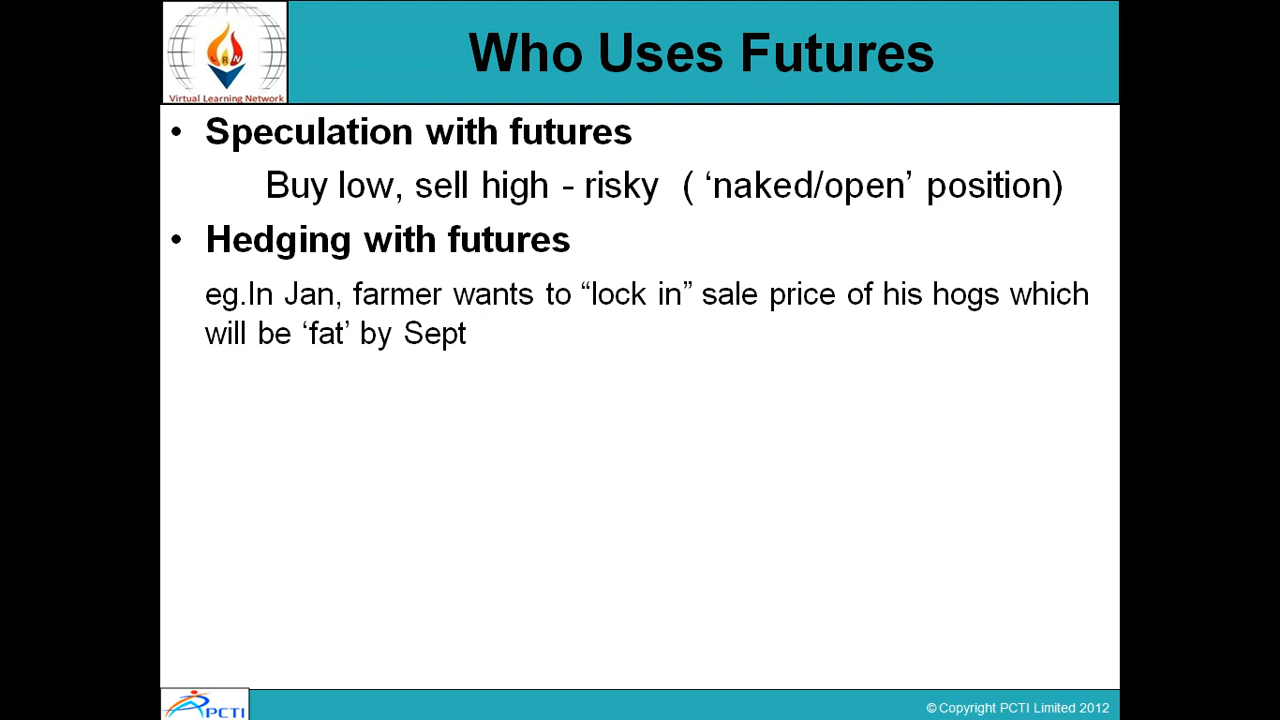 Who Uses Futures
VLRN
Virtual Learning Network
• Speculation with futures
Buy low, sell high - risky ( ‘naked/open’ position)
• Hedging with futures
eg.In Jan, farmer wants to “lock in” sale price of his hogs which
will be ‘fat’ by Sept
PCTI
© Copyright PCTI Limited 2012